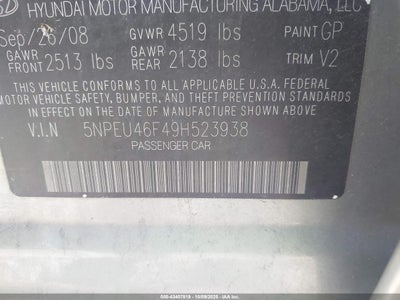 HYUNDAI MOTOR MANUFACTURING ALABAMA, LLC
Sep/26/08 GVWR 4519 lbs PAINT GP
GAWR FRONT 2513 lbs GAWR REAR 2138 lbs TRIM V2
THIS VEHICLE CONFORMS TO ALL APPLICABLE U.S.A. FEDERAL
MOTOR VEHICLE SAFETY, BUMPER, AND THEFT PREVENTION STANDARDS
IN EFFECT ON THE DATE OF MANUFACTURE SHOWN ABOVE.
V.I.N 5NPEU46F49H523938
PASSENGER CAR